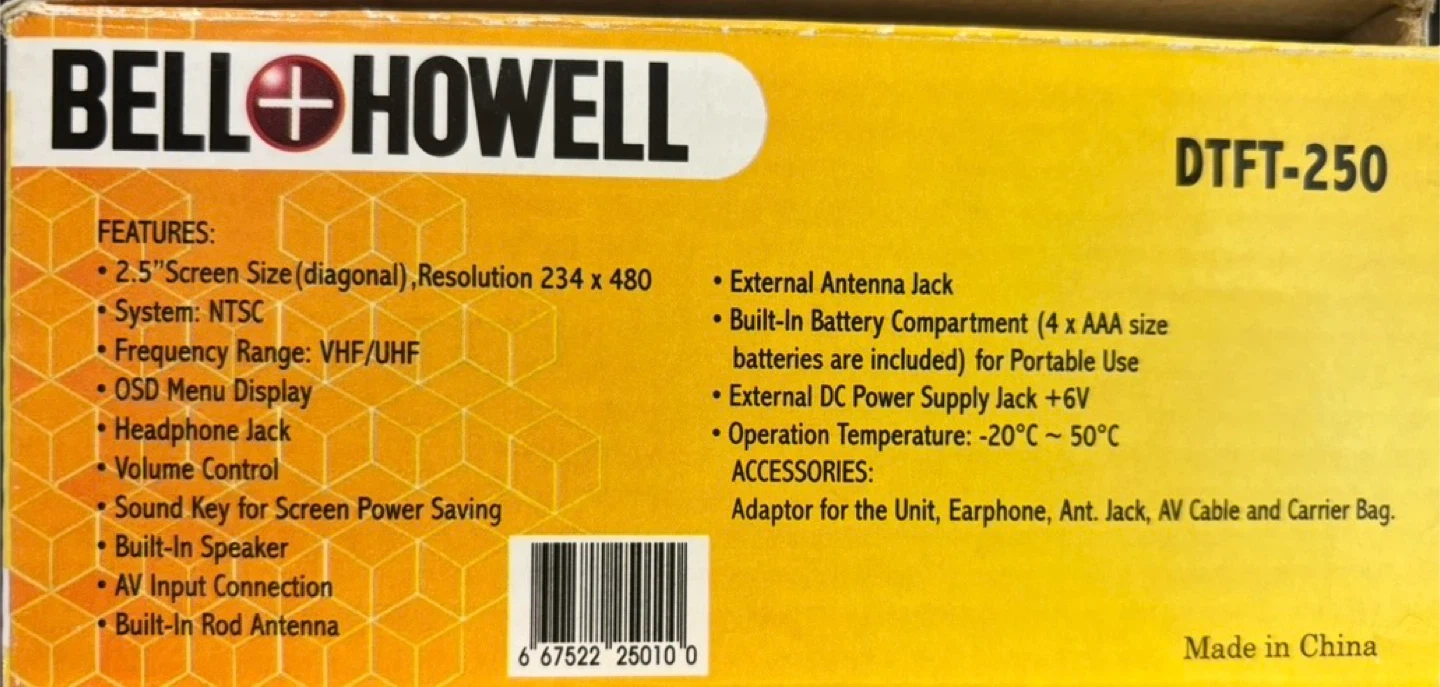 BELL+HOWELL
DTFT-250
FEATURES:
• 2.5"Screen Size(diagonal),Resolution 234 x 480
• System: NTSC
• Frequency Range: VHF/UHF
• OSD Menu Display
• Headphone Jack
• Volume Control
• Sound Key for Screen Power Saving
• Built-In Speaker
• AV Input Connection
• Built-In Rod Antenna
• External Antenna Jack
• Built-In Battery Compartment (4 x AAA size
batteries are included) for Portable Use
• External DC Power Supply Jack +6V
• Operation Temperature: -20°C ~ 50°C
ACCESSORIES:
Adaptor for the Unit, Earphone, Ant. Jack, AV Cable and Carrier Bag.
6 67522 25010 0
Made in China